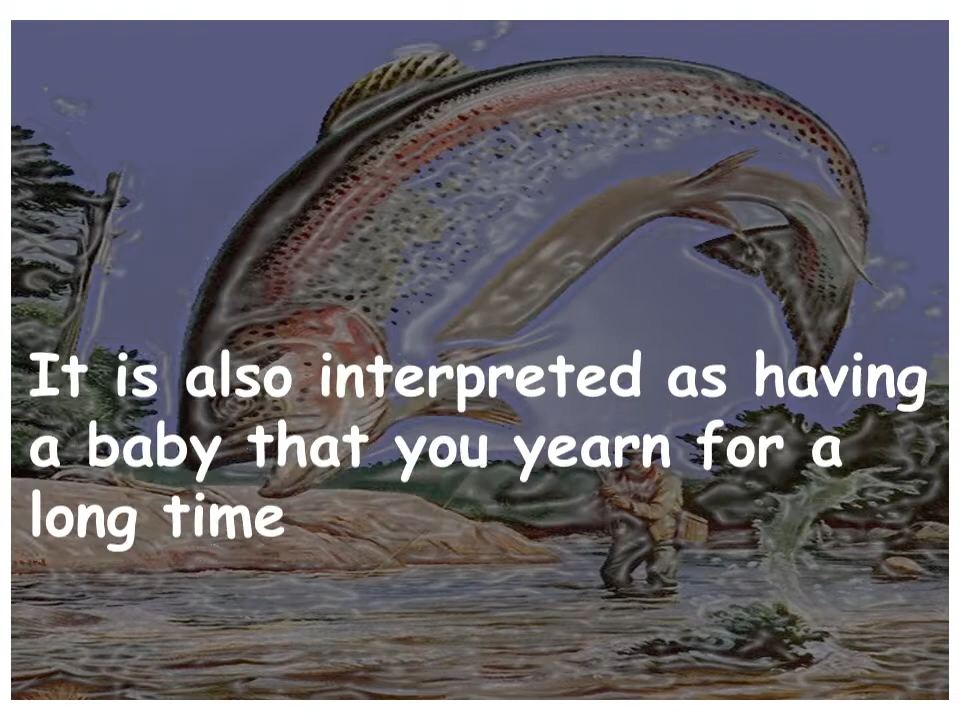 It is also interpreted as having
a baby that you yearn for a
long time